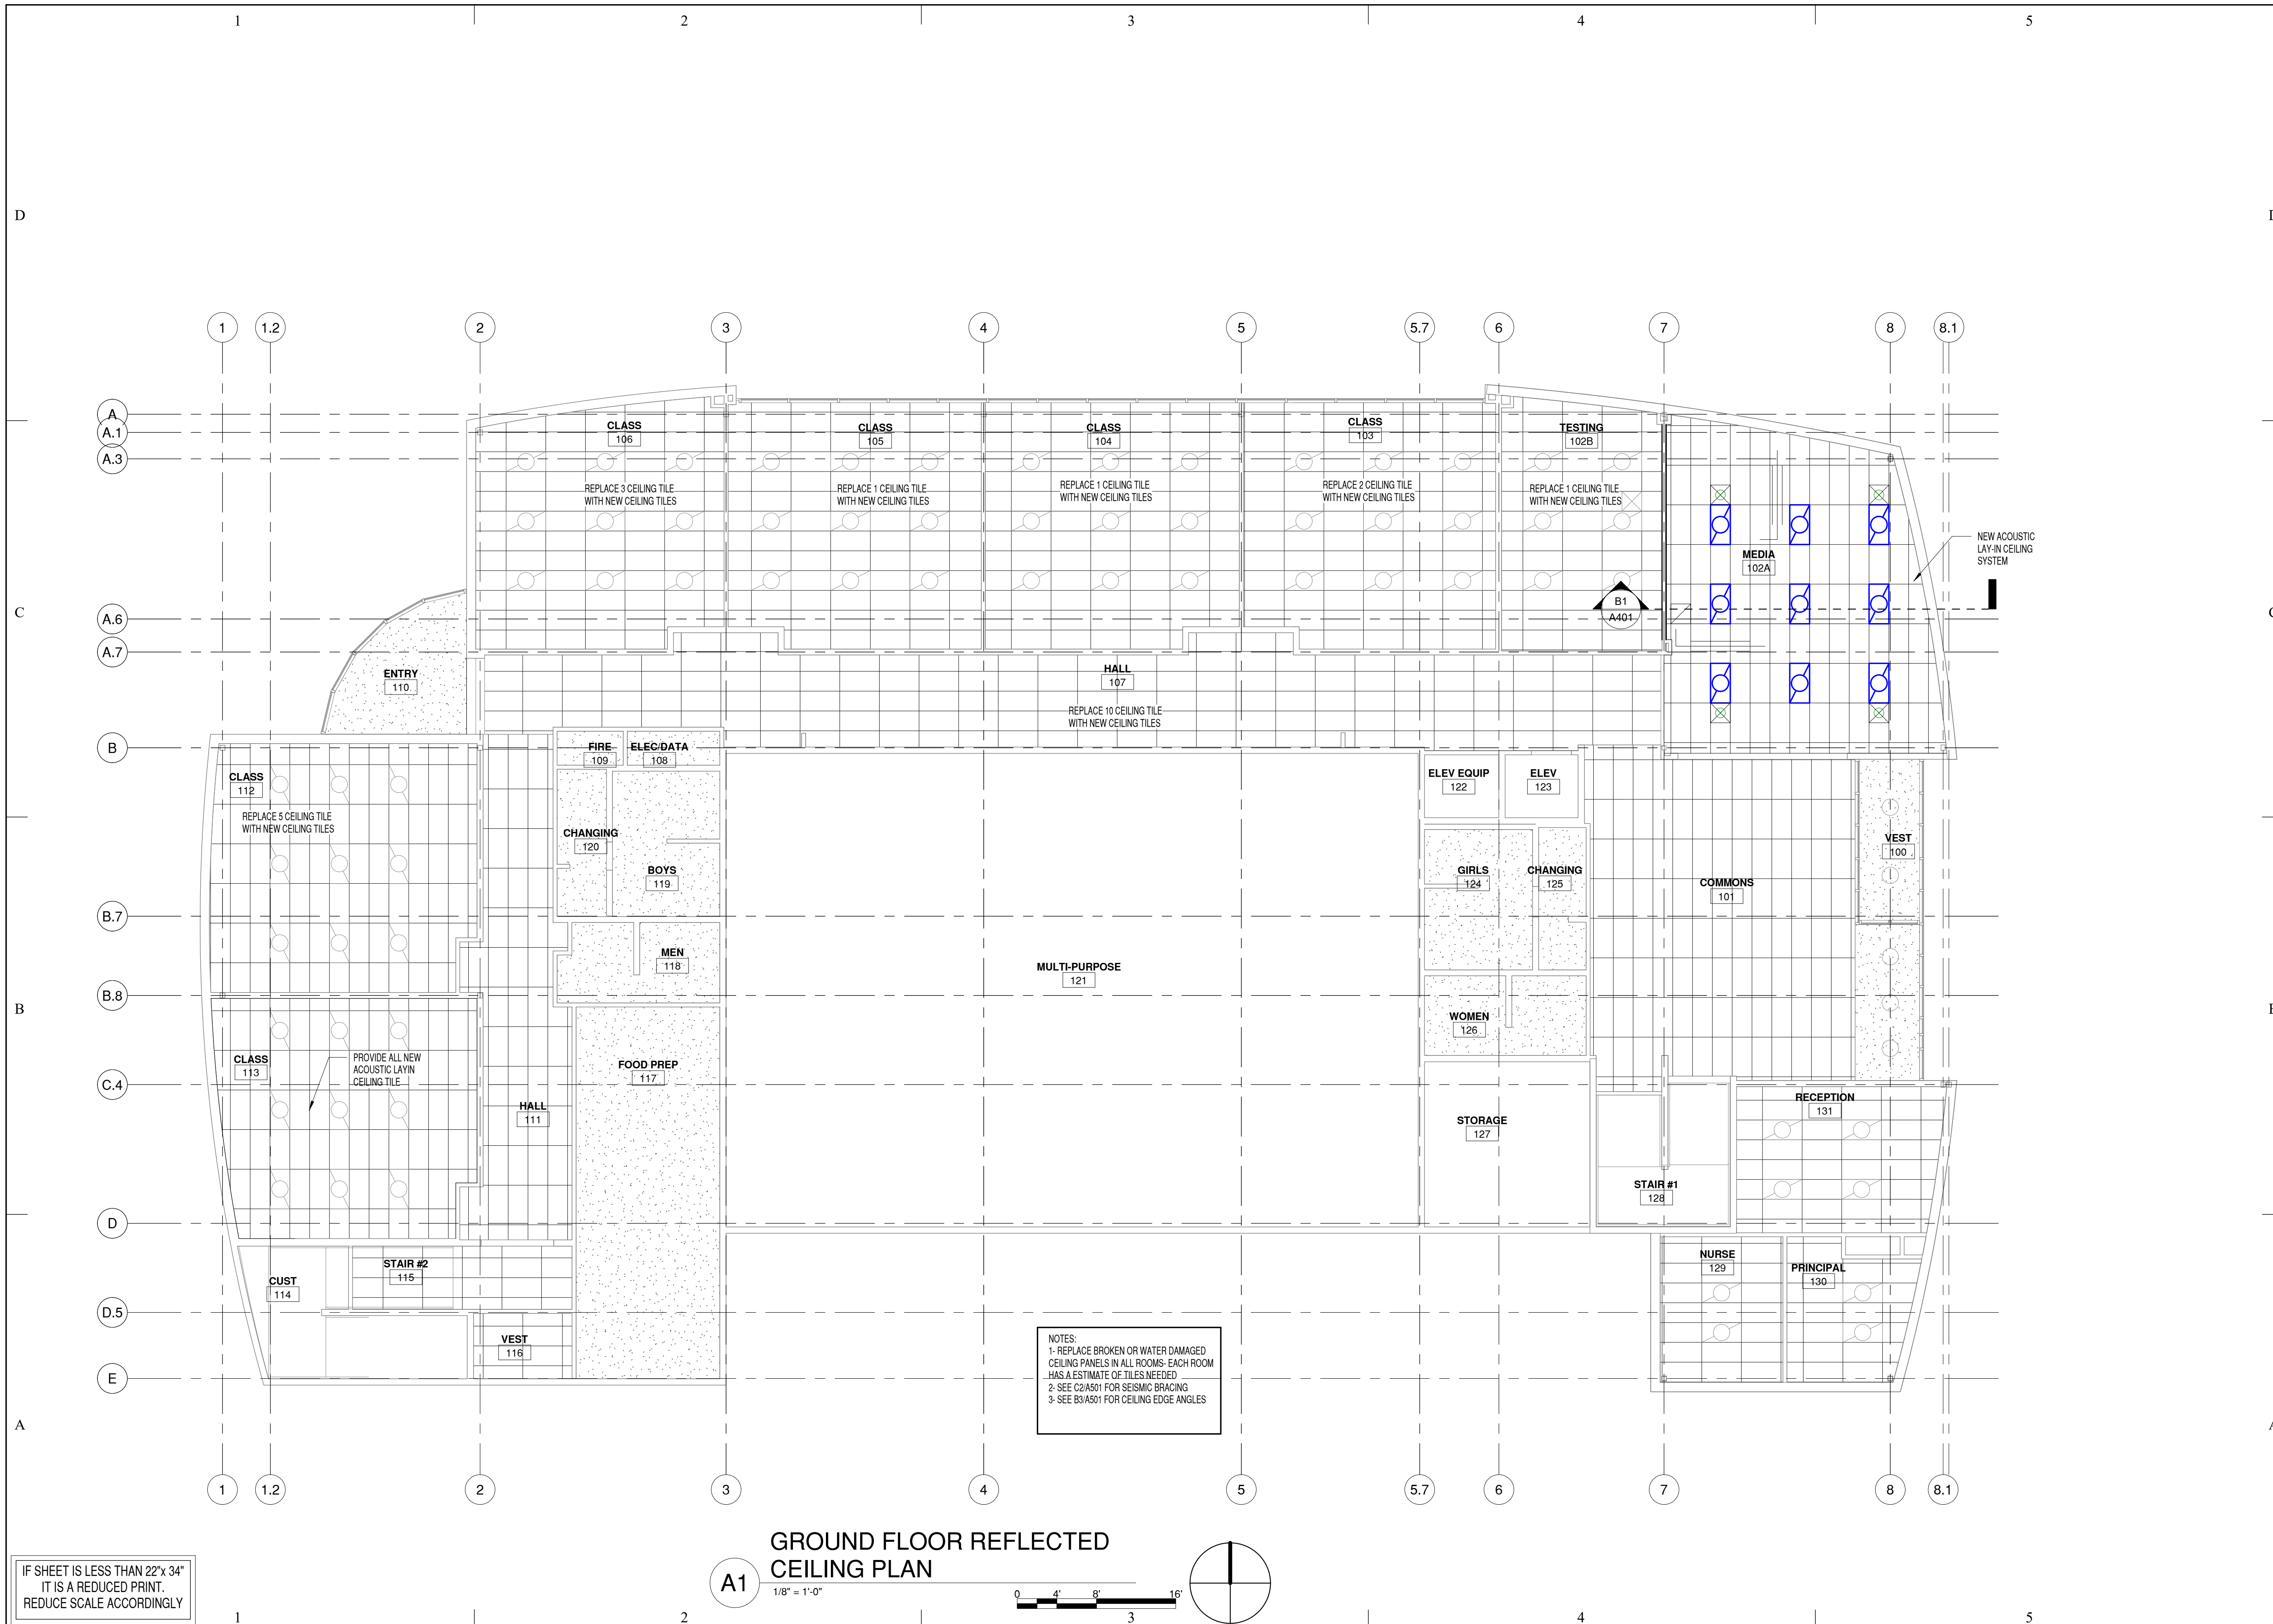 1 2 3 4 5
D
1 1.2 2 3 4 5 5.7 6 7 8 8.1
A
A.1
A.3
CLASS
106
REPLACE 3 CEILING TILE
WITH NEW CEILING TILES
CLASS
105
REPLACE 1 CEILING TILE
WITH NEW CEILING TILES
CLASS
104
REPLACE 1 CEILING TILE
WITH NEW CEILING TILES
CLASS
103
REPLACE 2 CEILING TILE
WITH NEW CEILING TILES
TESTING
102B
REPLACE 1 CEILING TILE
WITH NEW CEILING TILES
MEDIA
102A
NEW ACOUSTIC
LAY-IN CEILING
SYSTEM
B1
A401
C
A.6
A.7
ENTRY
110
HALL
107
REPLACE 10 CEILING TILE
WITH NEW CEILING TILES
B
FIRE
109
ELEC/DATA
108
CLASS
112
REPLACE 5 CEILING TILE
WITH NEW CEILING TILES
CHANGING
120
BOYS
119
ELEV EQUIP
122
ELEV
123
GIRLS
124
CHANGING
125
COMMONS
101
VEST
100
B.7
MEN
118
MULTI-PURPOSE
121
B.8
B
WOMEN
126
CLASS
113
PROVIDE ALL NEW
ACOUSTIC LAYIN
CEILING TILE
FOOD PREP
117
C.4
HALL
111
STORAGE
127
RECEPTION
131
STAIR #1
128
D
STAIR #2
115
CUST
114
NURSE
129
PRINCIPAL
130
D.5
VEST
116
E
NOTES:
1- REPLACE BROKEN OR WATER DAMAGED
CEILING PANELS IN ALL ROOMS- EACH ROOM
HAS A ESTIMATE OF TILES NEEDED
2- SEE C2/A501 FOR SEISMIC BRACING
3- SEE B3/A501 FOR CEILING EDGE ANGLES
A
1 1.2 2 3 4 5 5.7 6 7 8 8.1
IF SHEET IS LESS THAN 22"x 34"
IT IS A REDUCED PRINT.
REDUCE SCALE ACCORDINGLY
A1
GROUND FLOOR REFLECTED
CEILING PLAN
1/8" = 1'-0"
0 4' 8' 16'
1 2 3 4 5